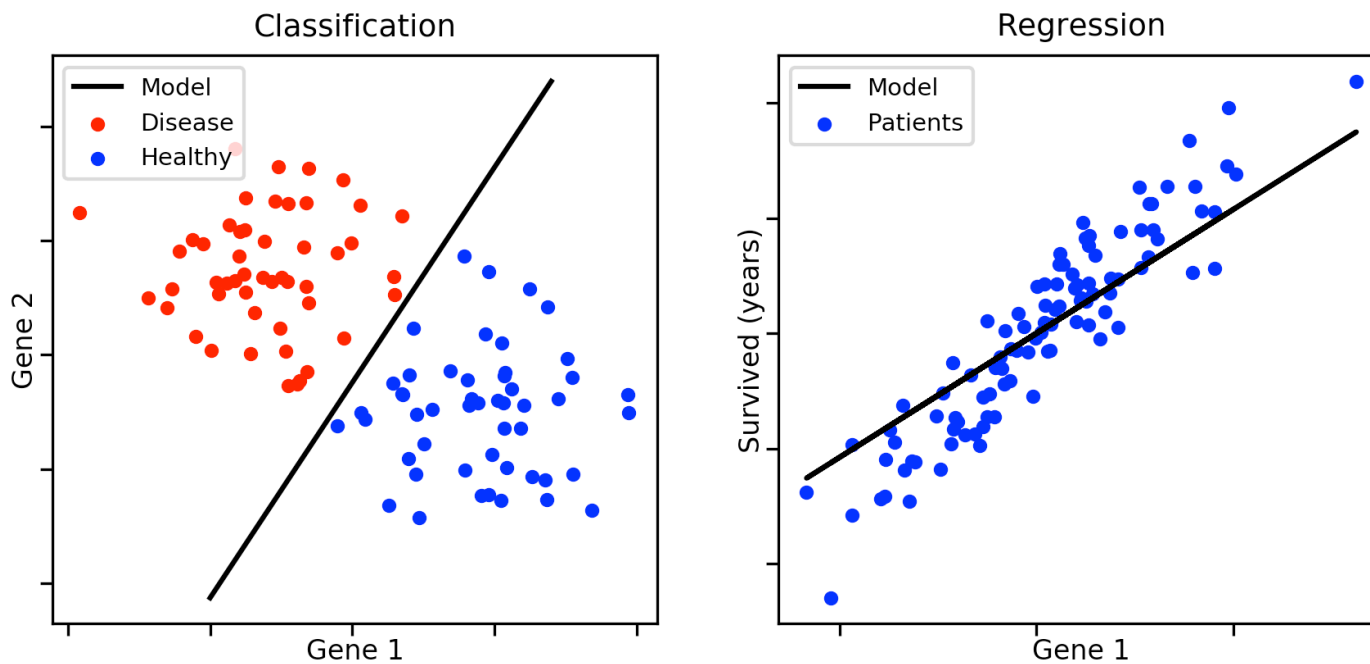 Classification
Model
Disease
Healthy
Gene 2
Gene 1
Regression
Model
Patients
Survived (years)
Gene 1